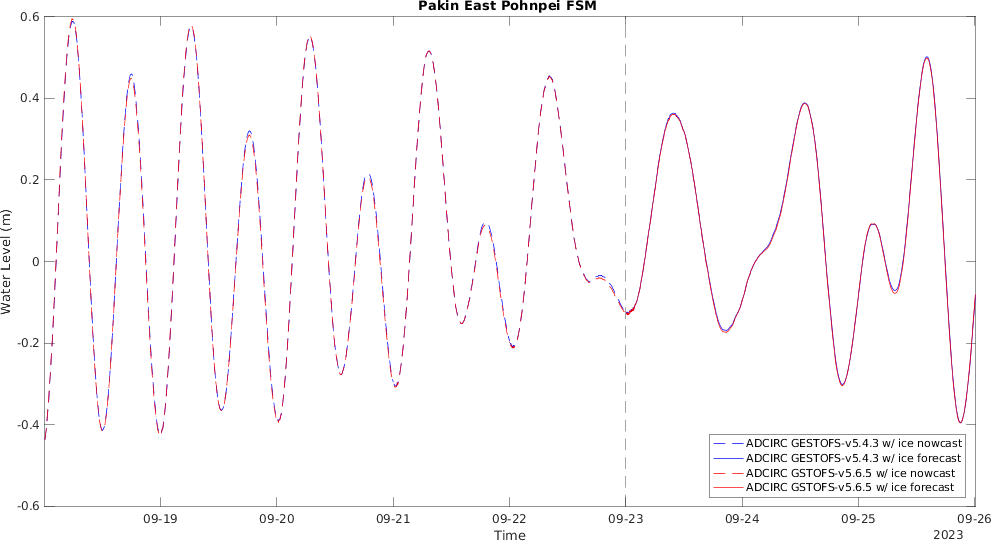 Pakin East Pohnpei FSM
0.6
0.4
0.2
0
-0.2
-0.4
-0.6
Water Level (m)
ADCIRC GESTOFS-v5.4.3 w/ ice nowcast
ADCIRC GESTOFS-v5.4.3 w/ ice forecast
ADCIRC GSTOFS-v5.6.5 w/ ice nowcast
ADCIRC GSTOFS-v5.6.5 w/ ice forecast
09-19 09-20 09-21 09-22 09-23 09-24 09-25 09-26
Time
2023